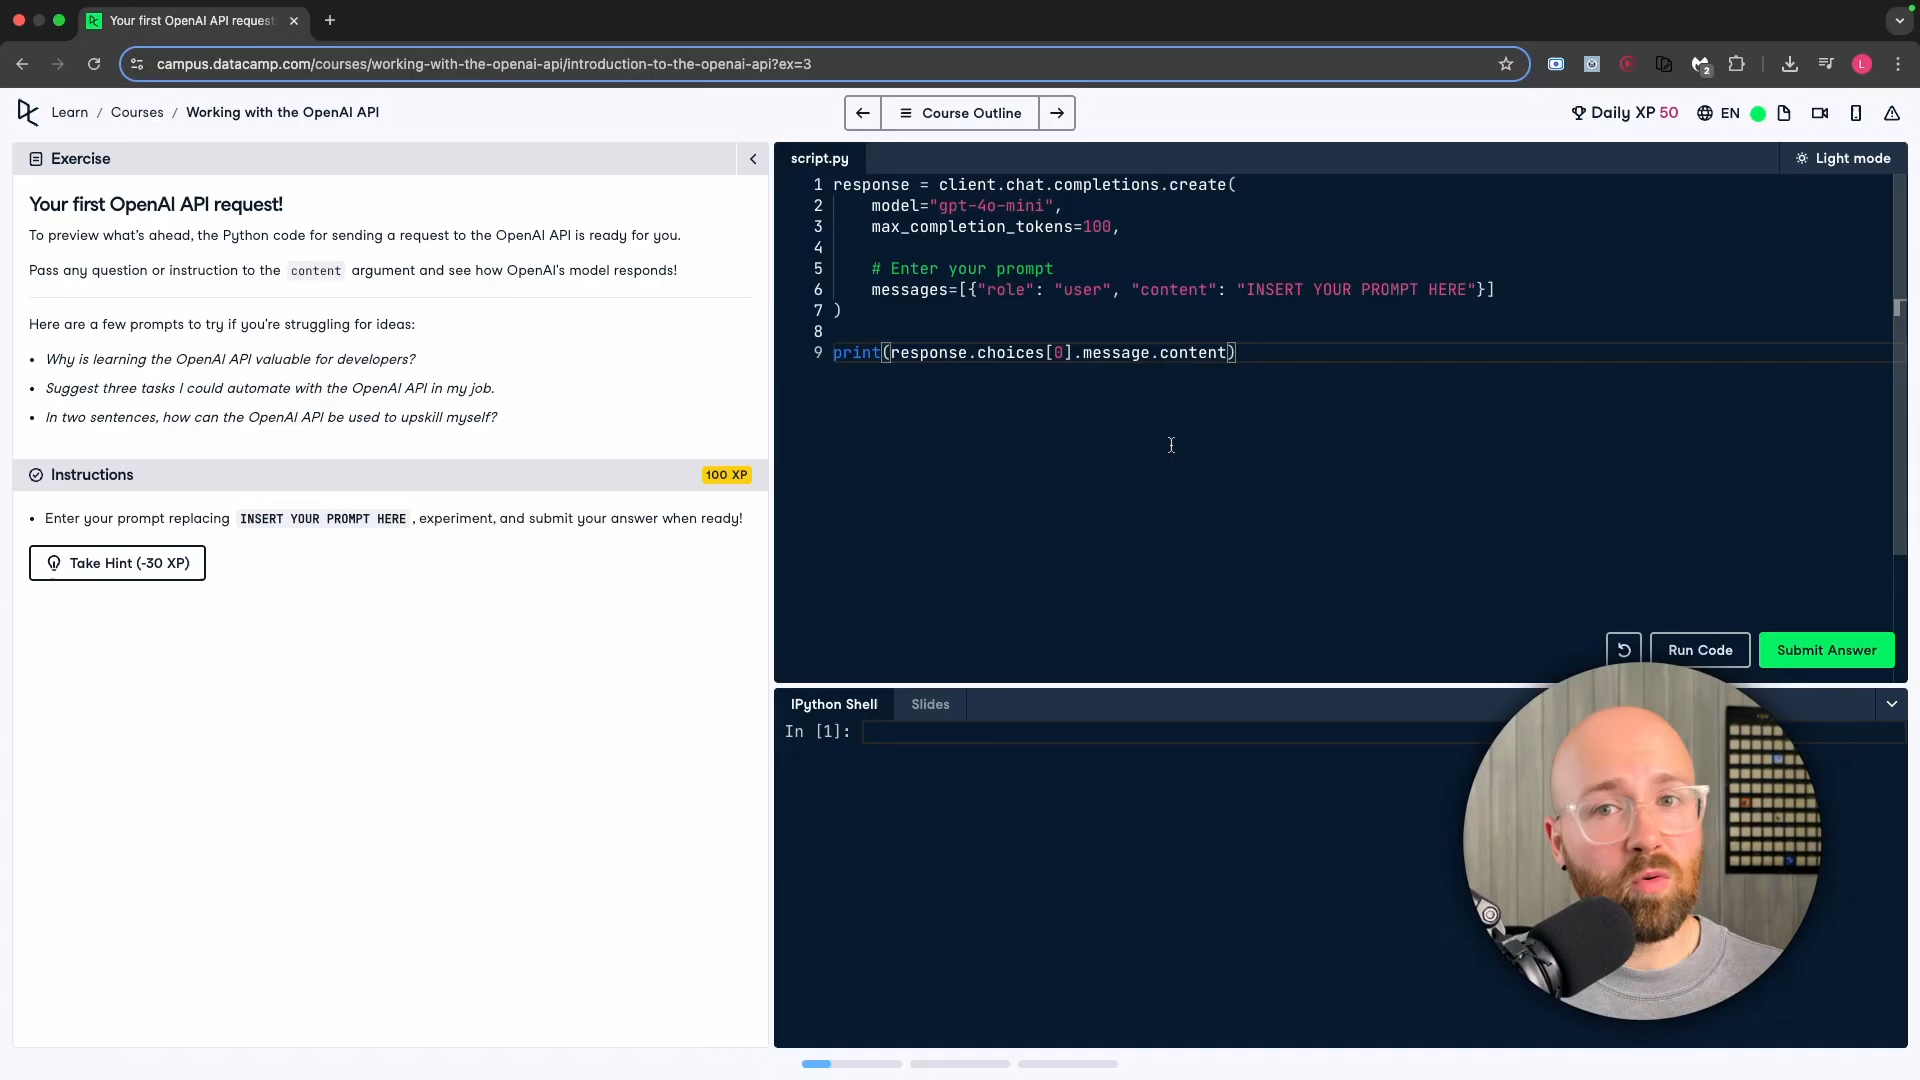 Your first OpenAI API request
campus.datacamp.com/courses/working-with-the-openai-api/introduction-to-the-openai-api?ex=3
2
L
Learn / Courses / Working with the OpenAI API
Course Outline
Daily XP 50
EN
Exercise
Your first OpenAI API request!
To preview what's ahead, the Python code for sending a request to the OpenAI API is ready for you.
Pass any question or instruction to the content argument and see how OpenAI's model responds!
Here are a few prompts to try if you're struggling for ideas:
• Why is learning the OpenAI API valuable for developers?
• Suggest three tasks I could automate with the OpenAI API in my job.
• In two sentences, how can the OpenAI API be used to upskill myself?
Instructions
100 XP
• Enter your prompt replacing INSERT YOUR PROMPT HERE , experiment, and submit your answer when ready!
Take Hint (-30 XP)
script.py
Light mode
1 response = client.chat.completions.create(
2     model="gpt-4o-mini",
3     max_completion_tokens=100,
4
5     # Enter your prompt
6     messages=[{"role": "user", "content": "INSERT YOUR PROMPT HERE"}]
7 )
8
9 print(response.choices[0].message.content)
Run Code
Submit Answer
IPython Shell
Slides
In [1]: